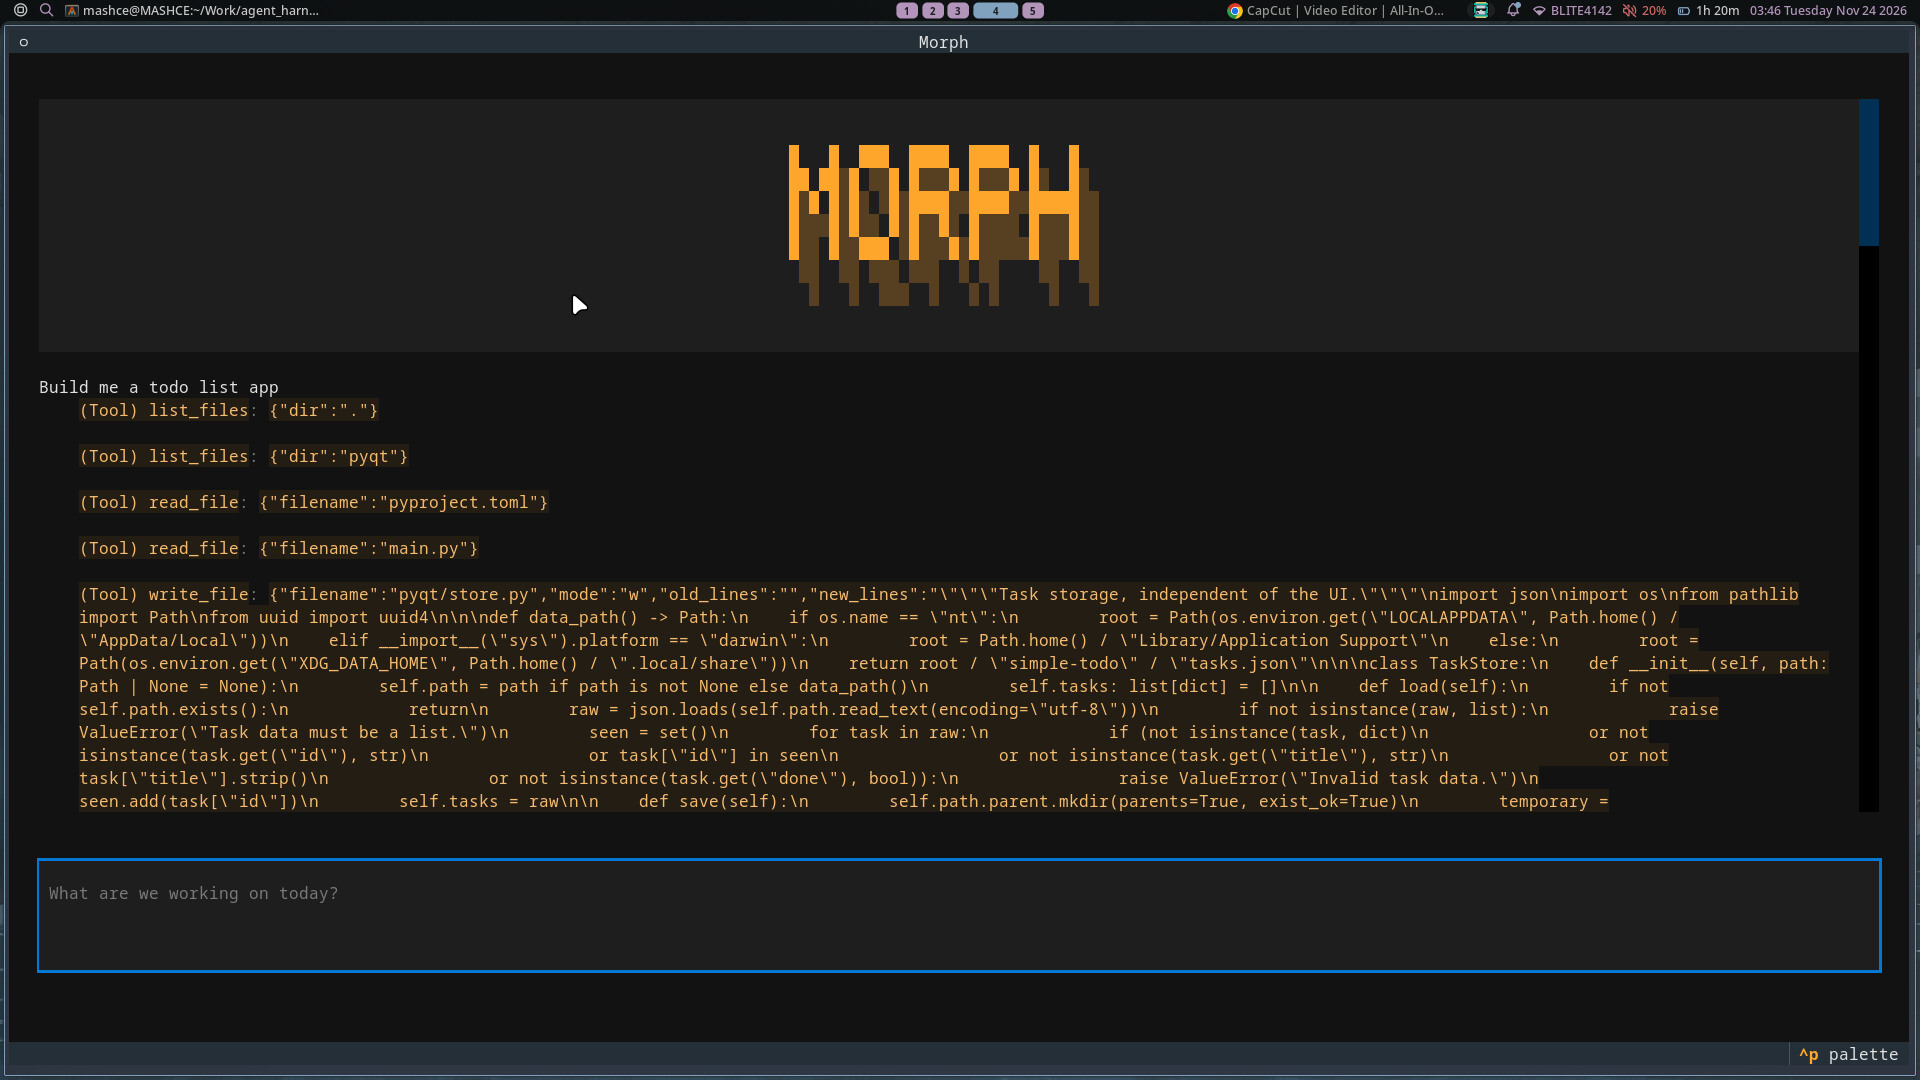 mashce@MASHCE:~/Work/agent_harn...
1 2 3 4 5
CapCut | Video Editor | All-In-O...
BLITE4142
20%
1h 20m
03:46 Tuesday Nov 24 2026
Morph
MORPH
Build me a todo list app
(Tool) list_files: {"dir":"."}
(Tool) list_files: {"dir":"pyqt"}
(Tool) read_file: {"filename":"pyproject.toml"}
(Tool) read_file: {"filename":"main.py"}
(Tool) write_file: {"filename":"pyqt/store.py","mode":"w","old_lines":"","new_lines":"\"\"\"Task storage, independent of the UI.\"\"\"\nimport json\nimport os\nfrom pathlib
import Path\nfrom uuid import uuid4\n\n\ndef data_path() -> Path:\n    if os.name == \"nt\":\n        root = Path(os.environ.get(\"LOCALAPPDATA\", Path.home() /
\"AppData/Local\"))\n    elif __import__(\"sys\").platform == \"darwin\":\n        root = Path.home() / \"Library/Application Support\"\n    else:\n        root =
Path(os.environ.get(\"XDG_DATA_HOME\", Path.home() / \".local/share\"))\n    return root / \"simple-todo\" / \"tasks.json\"\n\n\nclass TaskStore:\n    def __init__(self, path:
Path | None = None):\n        self.path = path if path is not None else data_path()\n        self.tasks: list[dict] = []\n\n    def load(self):\n        if not
self.path.exists():\n            return\n        raw = json.loads(self.path.read_text(encoding=\"utf-8\"))\n        if not isinstance(raw, list):\n            raise
ValueError(\"Task data must be a list.\")\n        seen = set()\n        for task in raw:\n            if (not isinstance(task, dict)\n                or not
isinstance(task.get(\"id\"), str)\n                or task[\"id\"] in seen\n                or not isinstance(task.get(\"title\"), str)\n                or not
task[\"title\"].strip()\n                or not isinstance(task.get(\"done\"), bool)):\n                raise ValueError(\"Invalid task data.\")\n
seen.add(task[\"id\"])\n        self.tasks = raw\n\n    def save(self):\n        self.path.parent.mkdir(parents=True, exist_ok=True)\n        temporary =
What are we working on today?
^p palette